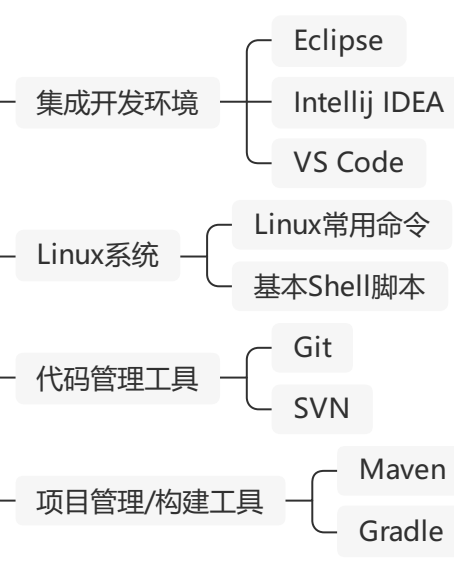 集成开发环境
Eclipse
Intellij IDEA
VS Code
Linux系统
Linux常用命令
基本Shell脚本
代码管理工具
Git
SVN
项目管理/构建工具
Maven
Gradle